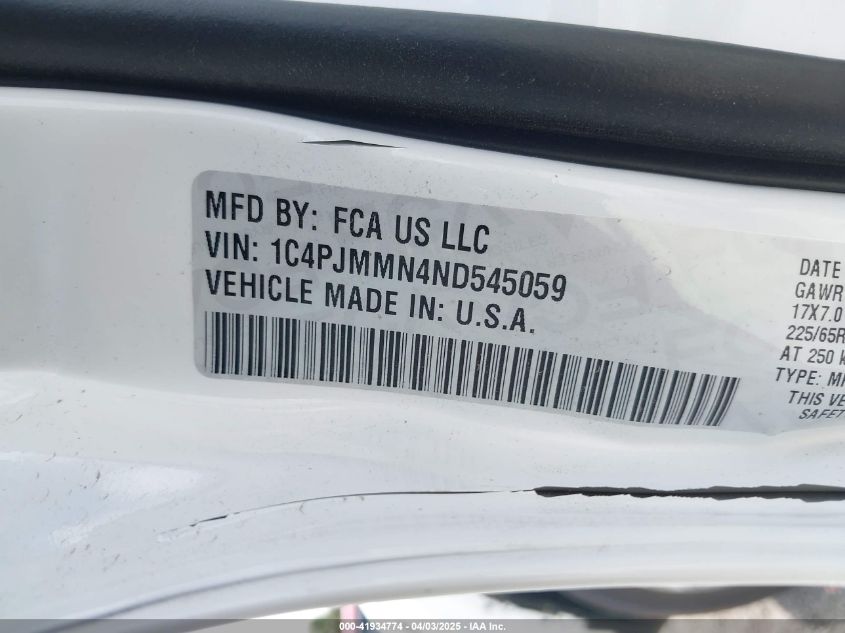 MFD BY: FCA US LLC
VIN: 1C4PJMMN4ND545059
VEHICLE MADE IN: U.S.A.
DATE
GAWR
17X7.0
225/65R
AT 250 K
TYPE: M
THIS VE
SAFET
000-41934774 | 04/03/2025 - IAA Inc.